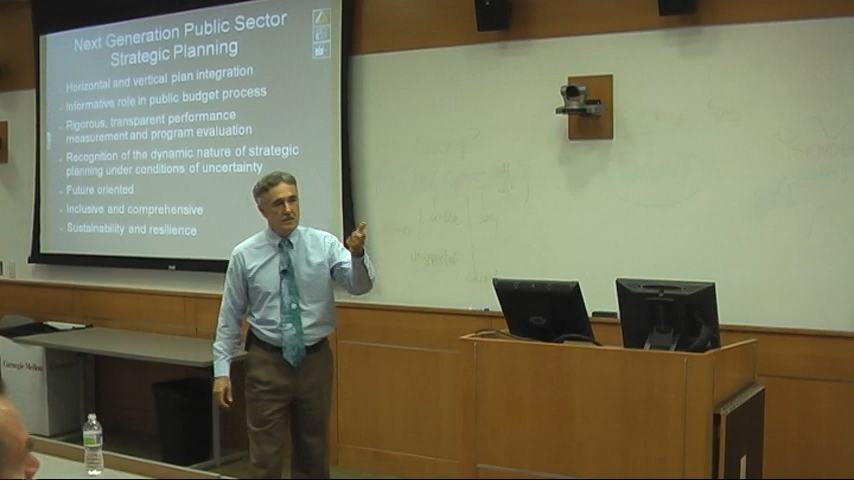 Next Generation Public Sector
Strategic Planning
Horizontal and vertical plan integration
Informative role in public budget process
Rigorous, transparent performance
measurement and program evaluation
Recognition of the dynamic nature of strategic
planning under conditions of uncertainty
Future oriented
Inclusive and comprehensive
Sustainability and resilience
Carnegie Mellon